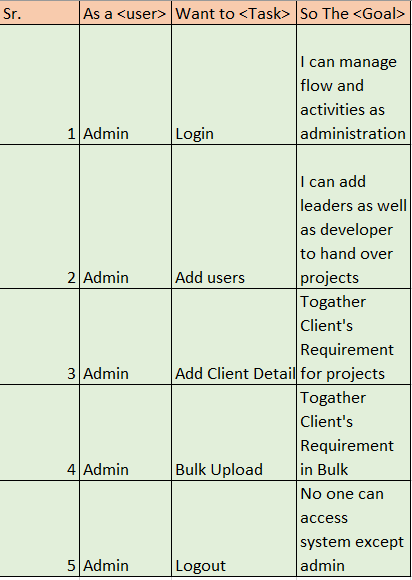 Sr. As a <user> Want to <Task> So The <Goal>
1 Admin Login I can manage
flow and
activities as
administration
2 Admin Add users I can add
leaders as well
as developer
to hand over
projects
3 Admin Add Client Detail Togather
Client's
Requirement
for projects
4 Admin Bulk Upload Togather
Client's
Requirement
in Bulk
5 Admin Logout No one can
access
system except
admin